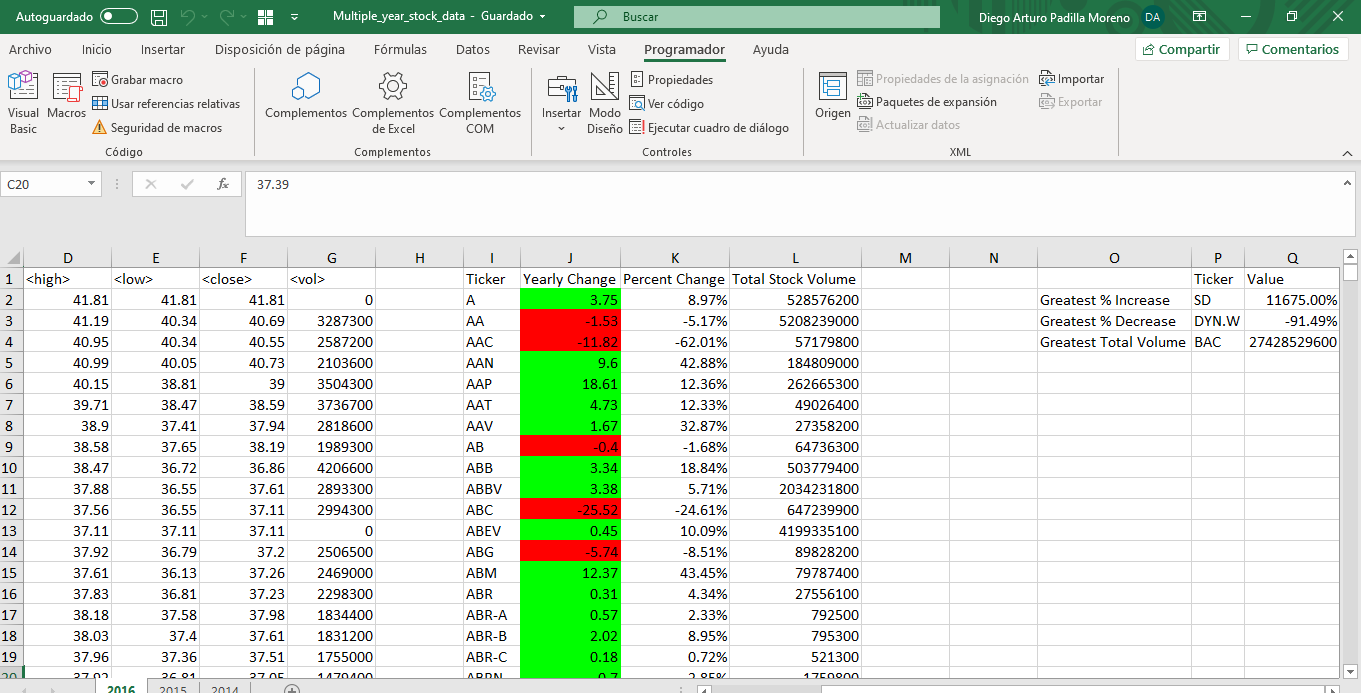 Autoguardado Multiple_year_stock_data - Guardado Buscar Diego Arturo Padilla Moreno DA
Archivo Inicio Insertar Disposición de página Fórmulas Datos Revisar Vista Programador Ayuda Compartir Comentarios
Visual Basic
Macros
Grabar macro
Usar referencias relativas
Seguridad de macros
Código
Complementos
Complementos de Excel
Complementos COM
Complementos
Insertar
Modo Diseño
Propiedades
Ver código
Ejecutar cuadro de diálogo
Controles
Origen
Propiedades de la asignación
Paquetes de expansión
Actualizar datos
Importar
Exportar
XML
C20 fx 37.39
D E F G H I J K L M N O P Q
1 <high> <low> <close> <vol> Ticker Yearly Change Percent Change Total Stock Volume Ticker Value
2 41.81 41.81 41.81 0 A 3.75 8.97% 528576200 Greatest % Increase SD 11675.00%
3 41.19 40.34 40.69 3287300 AA -1.53 -5.17% 5208239000 Greatest % Decrease DYN.W -91.49%
4 40.95 40.34 40.55 2587200 AAC -11.82 -62.01% 57179800 Greatest Total Volume BAC 27428529600
5 40.99 40.05 40.73 2103600 AAN 9.6 42.88% 184809000
6 40.15 38.81 39 3504300 AAP 18.61 12.36% 262665300
7 39.71 38.47 38.59 3736700 AAT 4.73 12.33% 49026400
8 38.9 37.41 37.94 2818600 AAV 1.67 32.87% 27358200
9 38.58 37.65 38.19 1989300 AB -0.4 -1.68% 64736300
10 38.47 36.72 36.86 4206600 ABB 3.34 18.84% 503779400
11 37.88 36.55 37.61 2893300 ABBV 3.38 5.71% 2034231800
12 37.56 36.55 37.11 2994300 ABC -25.52 -24.61% 647239900
13 37.11 37.11 37.11 0 ABEV 0.45 10.09% 4199335100
14 37.92 36.79 37.2 2506500 ABG -5.74 -8.51% 89828200
15 37.61 36.13 37.26 2469000 ABM 12.37 43.45% 79787400
16 37.83 36.81 37.23 2298300 ABR 0.31 4.34% 27556100
17 38.18 37.58 37.98 1834400 ABR-A 0.57 2.33% 792500
18 38.03 37.4 37.61 1831200 ABR-B 2.02 8.95% 795300
19 37.96 37.36 37.51 1755000 ABR-C 0.18 0.72% 521300
2016 2015 2014